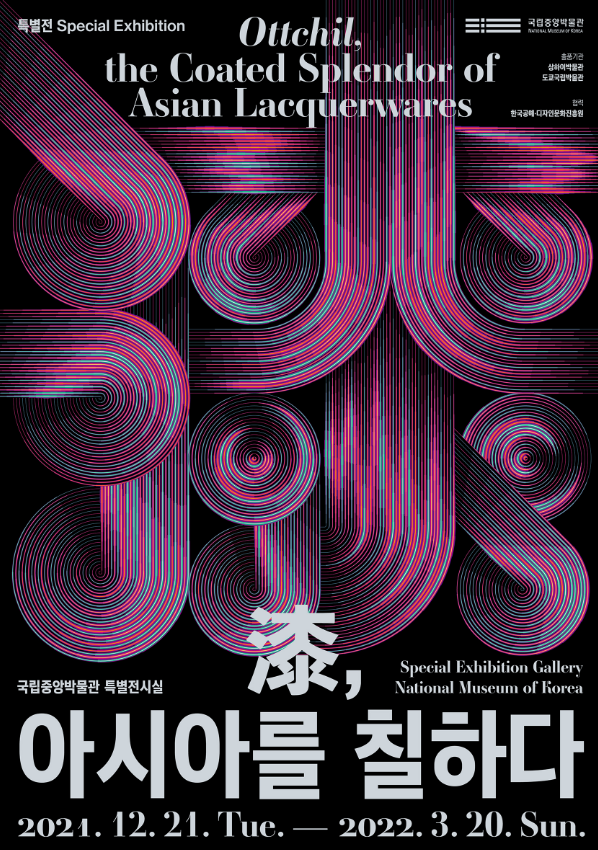 특별전 Special Exhibition
Ottchil,
the Coated Splendor of
Asian Lacquerwares
국립중앙박물관
NATIONAL MUSEUM OF KOREA
출품기관
상하이박물관
도쿄국립박물관
협력
한국공예·디자인문화진흥원
漆,
국립중앙박물관 특별전시실
Special Exhibition Gallery
National Museum of Korea
아시아를 칠하다
2021. 12. 21. Tue. — 2022. 3. 20. Sun.